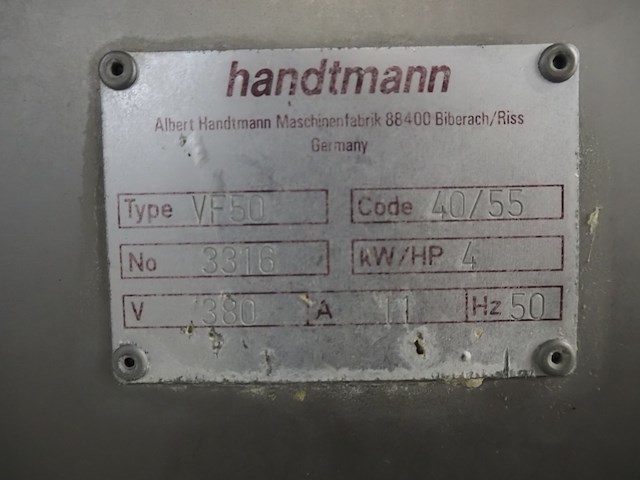 handtmann
Albert Handtmann Maschinenfabrik 88400 Biberach/Riss
Germany
Type VF50 Code 40/55
No 3316 kW/HP 4
V 380 A 11 Hz 50